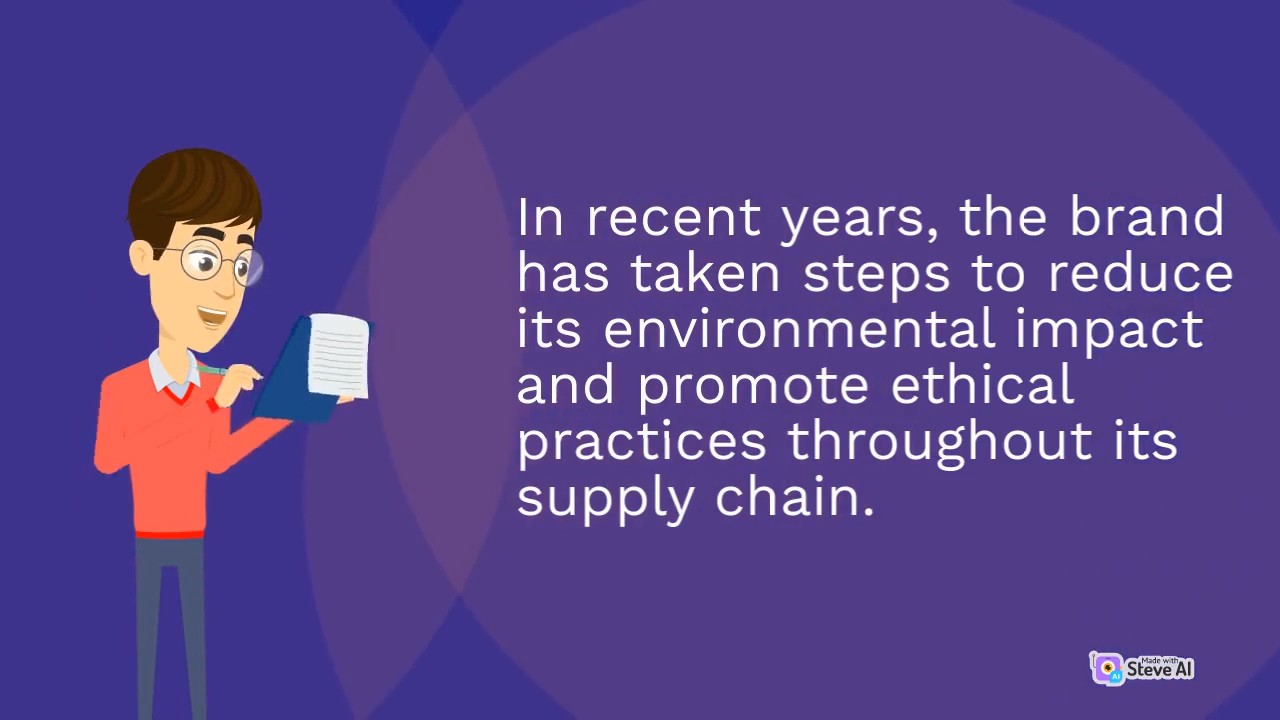 In recent years, the brand
has taken steps to reduce
its environmental impact
and promote ethical
practices throughout its
supply chain.
Made with
Steve AI
AI